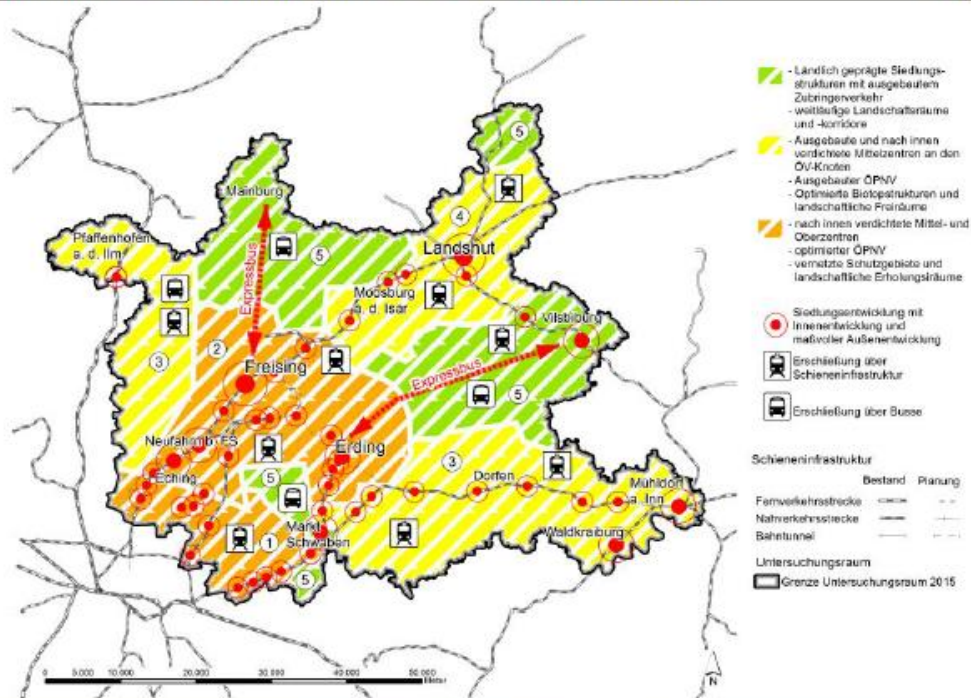 5
Mainburg
4
Pfaffenhofen
a. d. Ilm
Landshut
5
Expressbus
Moosburg
a. d. Isar
Vilsbiburg
2
3
Freising
Expressbus
5
Neufahrn b. FS
Erding
3
Eching
5
Dorfen
Mühldorf
a. Inn
Markt
Schwaben
1
Waldkraiburg
5
0 5.000 10.000 20.000 30.000 40.000 50.000
Meter
N
- Ländlich geprägte Siedlungs-
strukturen mit ausgebautem
Zubringerverkehr
- weitläufige Landschaftsräume
und -korridore
- Ausgebaute und nach innen
verdichtete Mittelzentren an den
ÖV-Knoten
- Ausgebauter ÖPNV
- Optimierte Biotopstrukturen und
landschaftliche Freiräume
- nach innen verdichtete Mittel- und
Oberzentren
- optimierter ÖPNV
- vernetzte Schutzgebiete und
landschaftliche Erholungsräume
Siedlungsentwicklung mit
Innenentwicklung und
maßvoller Außenentwicklung
Erschließung über
Schieneninfrastruktur
Erschließung über Busse
Schieneninfrastruktur
Bestand Planung
Fernverkehrsstrecke
Nahverkehrsstrecke
Bahntunnel
Untersuchungsraum
Grenze Untersuchungsraum 2015